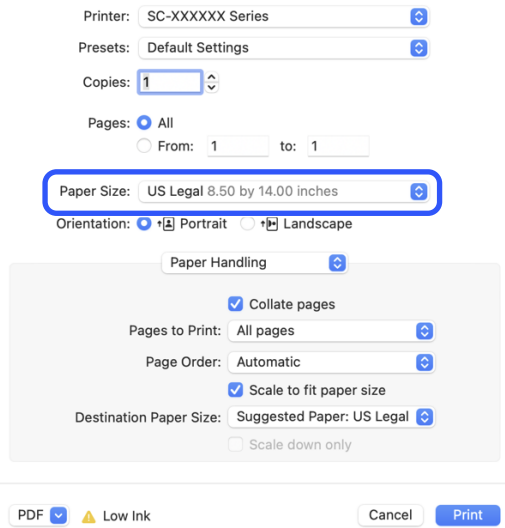 Printer: SC-XXXXXX Series
Presets: Default Settings
Copies: 1
Pages: All
From: 1 to: 1
Paper Size: US Legal 8.50 by 14.00 inches
Orientation: Portrait Landscape
Paper Handling
Collate pages
Pages to Print: All pages
Page Order: Automatic
Scale to fit paper size
Destination Paper Size: Suggested Paper: US Legal
Scale down only
PDF Low Ink Cancel Print